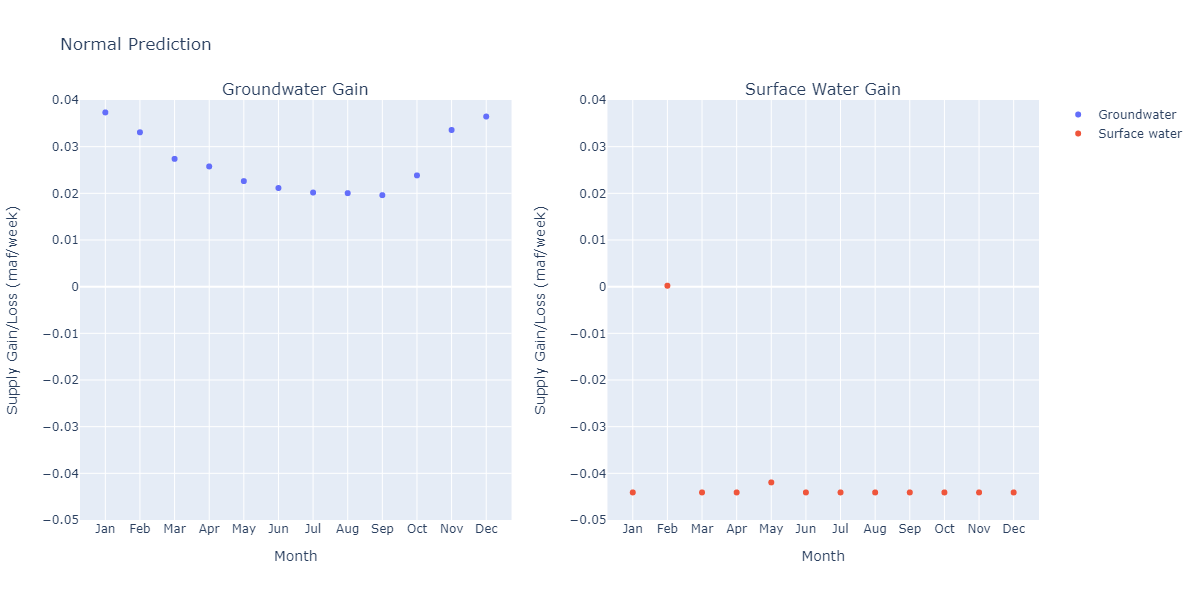 Normal Prediction
Groundwater Gain
Surface Water Gain
Groundwater
Surface water
0.04
0.03
0.02
0.01
0
−0.01
−0.02
−0.03
−0.04
−0.05
Supply Gain/Loss (maf/week)
Jan Feb Mar Apr May Jun Jul Aug Sep Oct Nov Dec
Month
0.04
0.03
0.02
0.01
0
−0.01
−0.02
−0.03
−0.04
−0.05
Supply Gain/Loss (maf/week)
Jan Feb Mar Apr May Jun Jul Aug Sep Oct Nov Dec
Month